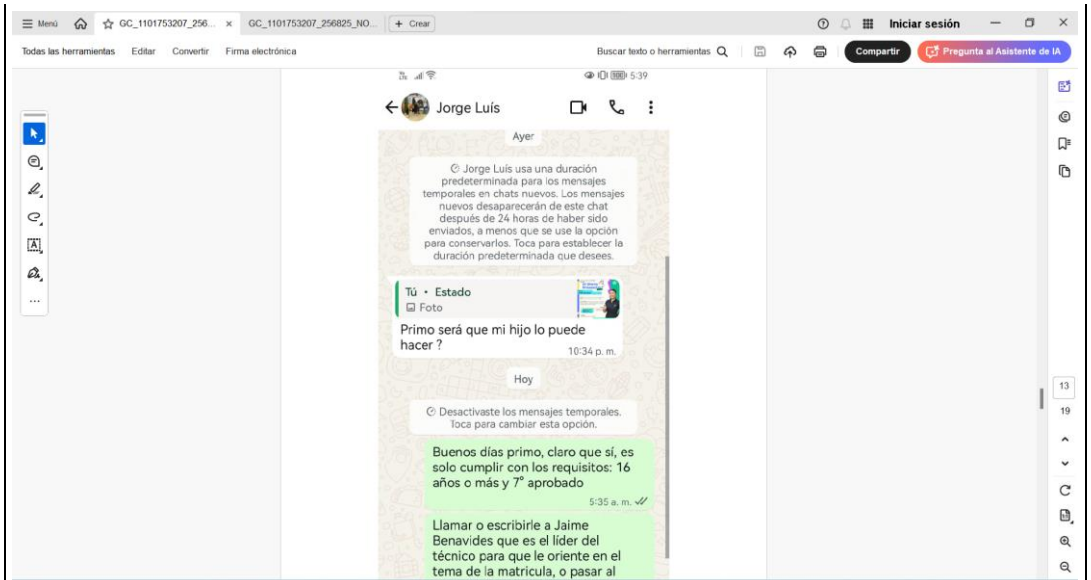 Menú
GC_1101753207_256...
GC_1101753207_256825_NO...
+ Crear
Iniciar sesión
Todas las herramientas
Editar
Convertir
Firma electrónica
Buscar texto o herramientas
Compartir
Pregunta al Asistente de IA
5:39
Jorge Luís
Ayer
Jorge Luís usa una duración
predeterminada para los mensajes
temporales en chats nuevos. Los mensajes
nuevos desaparecerán de este chat
después de 24 horas de haber sido
enviados, a menos que se use la opción
para conservarlos. Toca para establecer la
duración predeterminada que desees.
Tú • Estado
Foto
Primo será que mi hijo lo puede
hacer ?
10:34 p. m.
Hoy
Desactivaste los mensajes temporales.
Toca para cambiar esta opción.
Buenos días primo, claro que sí, es
solo cumplir con los requisitos: 16
años o más y 7° aprobado
5:35 a. m.
Llamar o escribirle a Jaime
Benavides que es el líder del
técnico para que le oriente en el
tema de la matricula, o pasar al
13
19